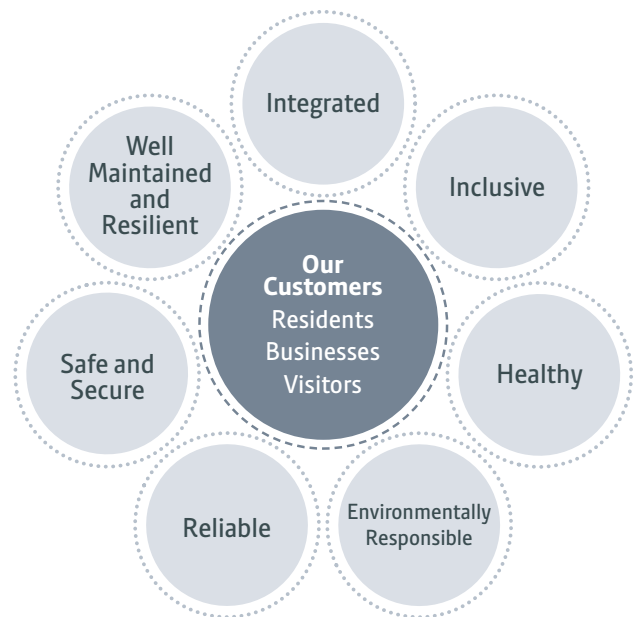 Integrated
Well
Maintained
and
Resilient
Inclusive
Our
Customers
Residents
Businesses
Visitors
Safe and
Secure
Healthy
Reliable
Environmentally
Responsible